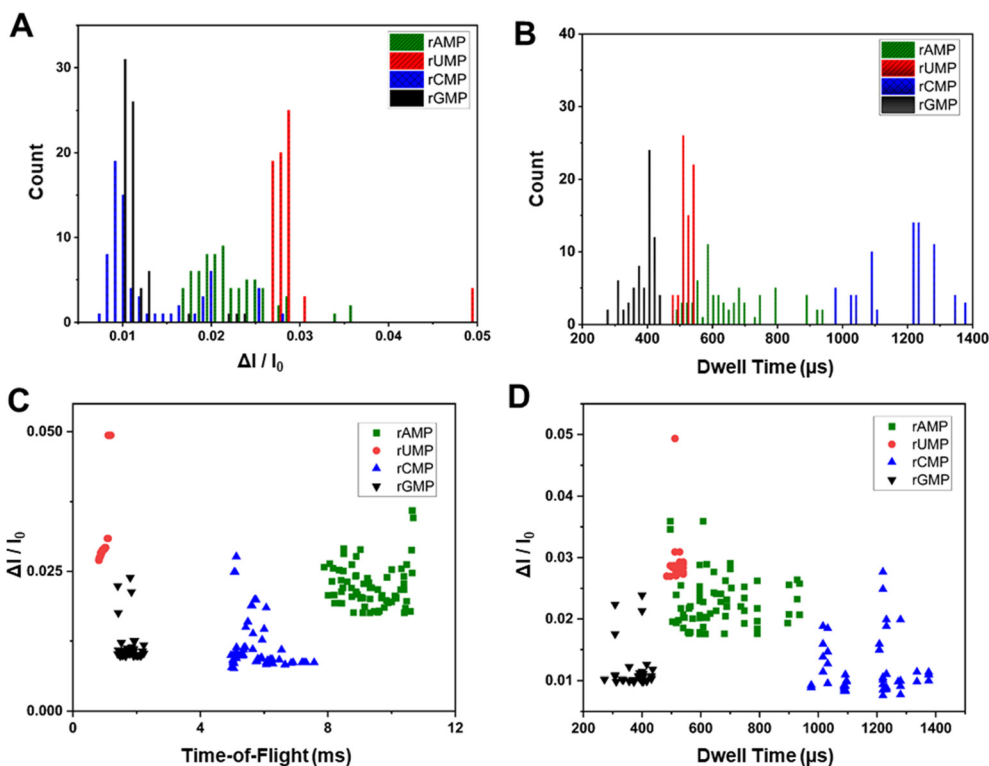 A
Count
30
20
10
0
0.01
0.02
0.03
0.04
0.05
ΔI / I₀
rAMP
rUMP
rCMP
rGMP
B
Count
40
30
20
10
0
200
400
600
800
1000
1200
1400
Dwell Time (µs)
rAMP
rUMP
rCMP
rGMP
C
ΔI / I₀
0.050
0.025
0.000
0
4
8
12
Time-of-Flight (ms)
rAMP
rUMP
rCMP
rGMP
D
ΔI / I₀
0.05
0.04
0.03
0.02
0.01
200
400
600
800
1000
1200
1400
Dwell Time (µs)
rAMP
rUMP
rCMP
rGMP